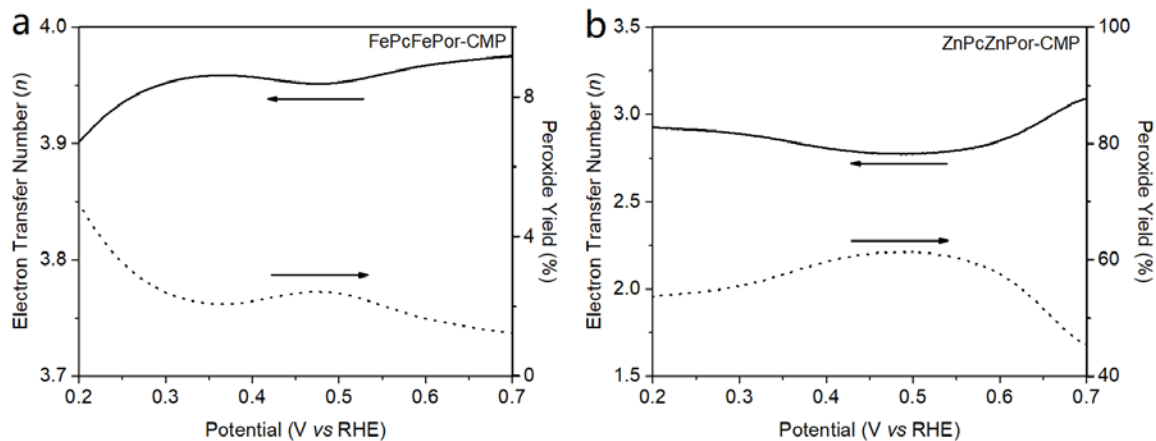 a
FePcFePor-CMP
4.0
3.9
3.8
3.7
Electron Transfer Number (n)
8
4
0
Peroxide Yield (%)
0.2 0.3 0.4 0.5 0.6 0.7
Potential (V vs RHE)
b
ZnPcZnPor-CMP
3.5
3.0
2.5
2.0
1.5
Electron Transfer Number (n)
100
80
60
40
Peroxide Yield (%)
0.2 0.3 0.4 0.5 0.6 0.7
Potential (V vs RHE)